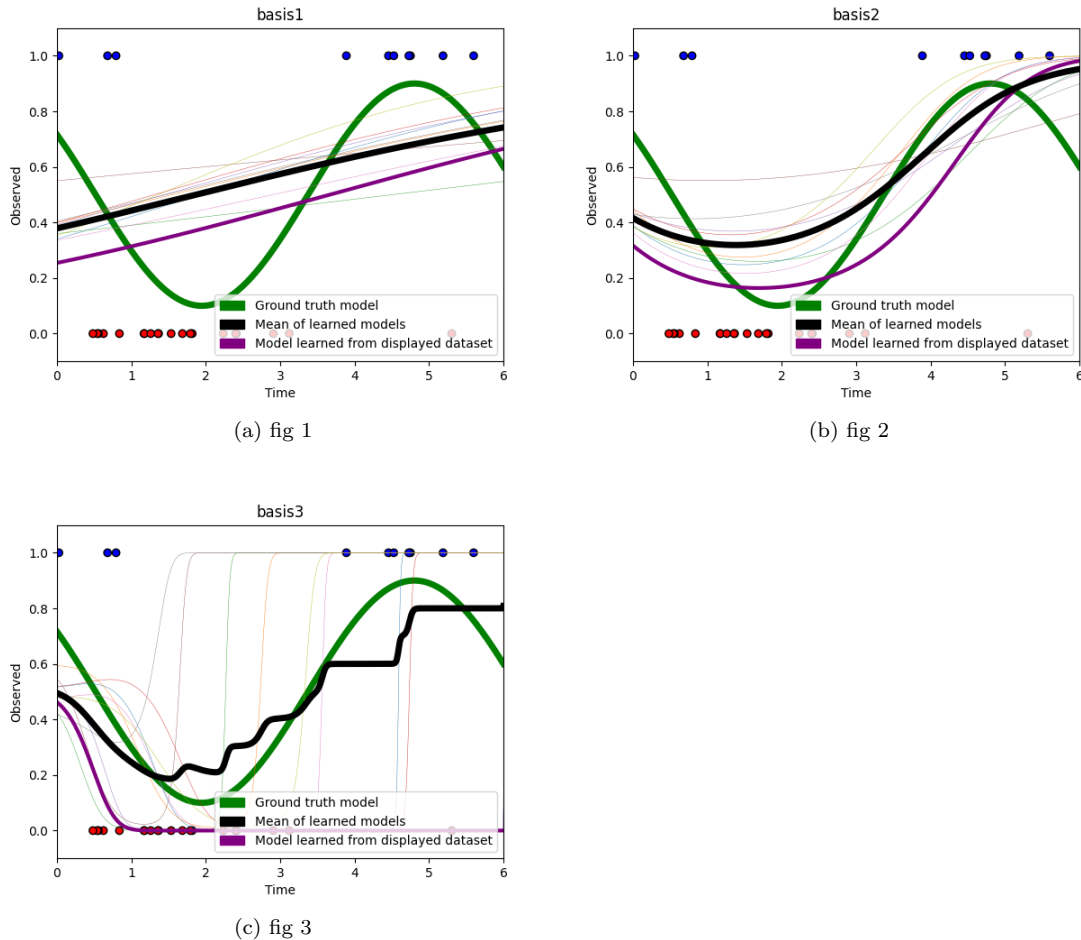 basis1
Observed
1.0
0.8
0.6
0.4
0.2
0.0
Ground truth model
Mean of learned models
Model learned from displayed dataset
0 1 2 3 4 5 6
Time
(a) fig 1
basis2
Observed
1.0
0.8
0.6
0.4
0.2
0.0
Ground truth model
Mean of learned models
Model learned from displayed dataset
0 1 2 3 4 5 6
Time
(b) fig 2
basis3
Observed
1.0
0.8
0.6
0.4
0.2
0.0
Ground truth model
Mean of learned models
Model learned from displayed dataset
0 1 2 3 4 5 6
Time
(c) fig 3